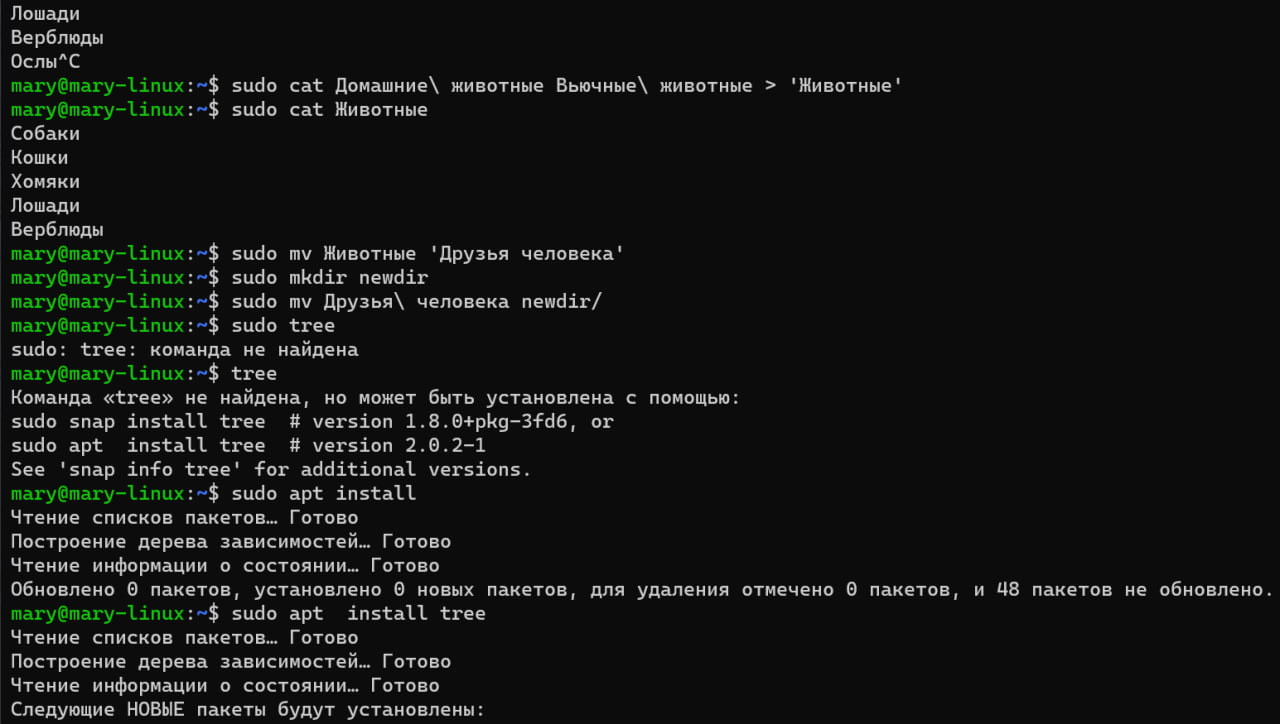 Лошади
Верблюды
Ослы^C
mary@mary-linux:~$ sudo cat Домашние\ животные Вьючные\ животные > 'Животные'
mary@mary-linux:~$ sudo cat Животные
Собаки
Кошки
Хомяки
Лошади
Верблюды
mary@mary-linux:~$ sudo mv Животные 'Друзья человека'
mary@mary-linux:~$ sudo mkdir newdir
mary@mary-linux:~$ sudo mv Друзья\ человека newdir/
mary@mary-linux:~$ sudo tree
sudo: tree: команда не найдена
mary@mary-linux:~$ tree
Команда «tree» не найдена, но может быть установлена с помощью:
sudo snap install tree  # version 1.8.0+pkg-3fd6, or
sudo apt  install tree  # version 2.0.2-1
See 'snap info tree' for additional versions.
mary@mary-linux:~$ sudo apt install
Чтение списков пакетов… Готово
Построение дерева зависимостей… Готово
Чтение информации о состоянии… Готово
Обновлено 0 пакетов, установлено 0 новых пакетов, для удаления отмечено 0 пакетов, и 48 пакетов не обновлено.
mary@mary-linux:~$ sudo apt  install tree
Чтение списков пакетов… Готово
Построение дерева зависимостей… Готово
Чтение информации о состоянии… Готово
Следующие НОВЫЕ пакеты будут установлены: